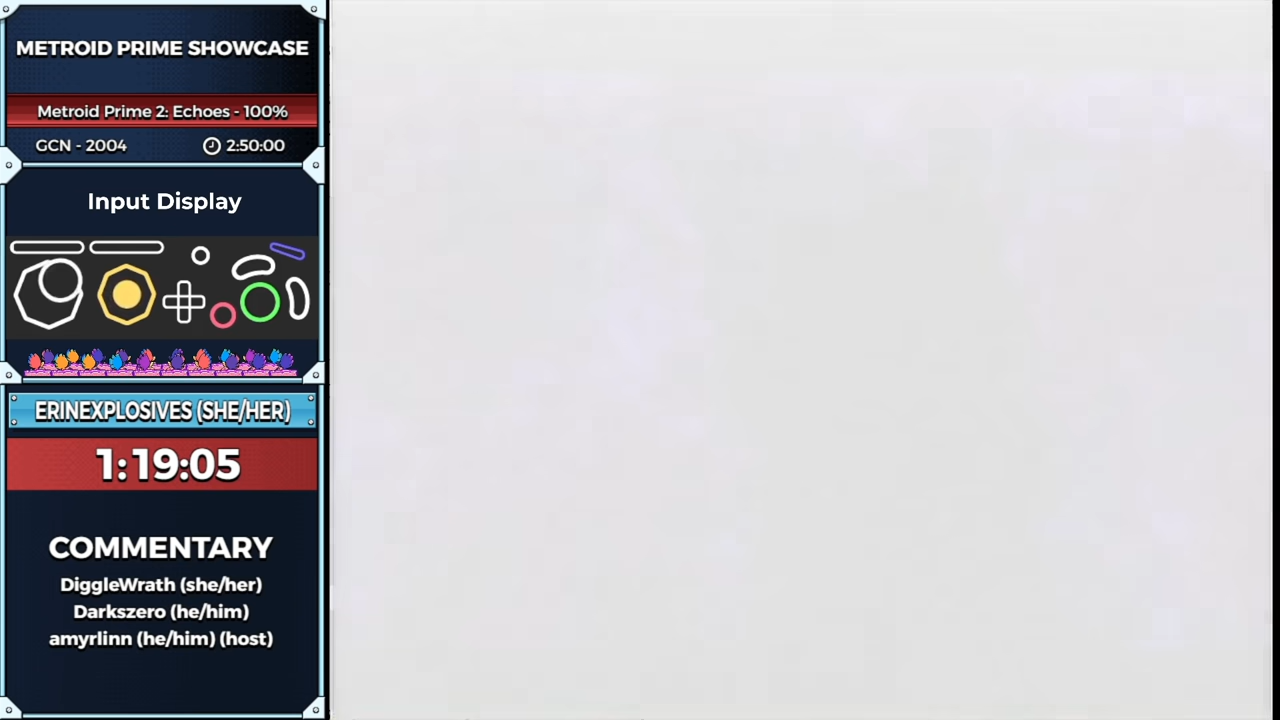 METROID PRIME SHOWCASE
Metroid Prime 2: Echoes - 100%
GCN - 2004 2:50:00
Input Display
ERINEXPLOSIVES (SHE/HER)
1:19:05
COMMENTARY
DiggleWrath (she/her)
Darkszero (he/him)
amyrlinn (he/him) (host)